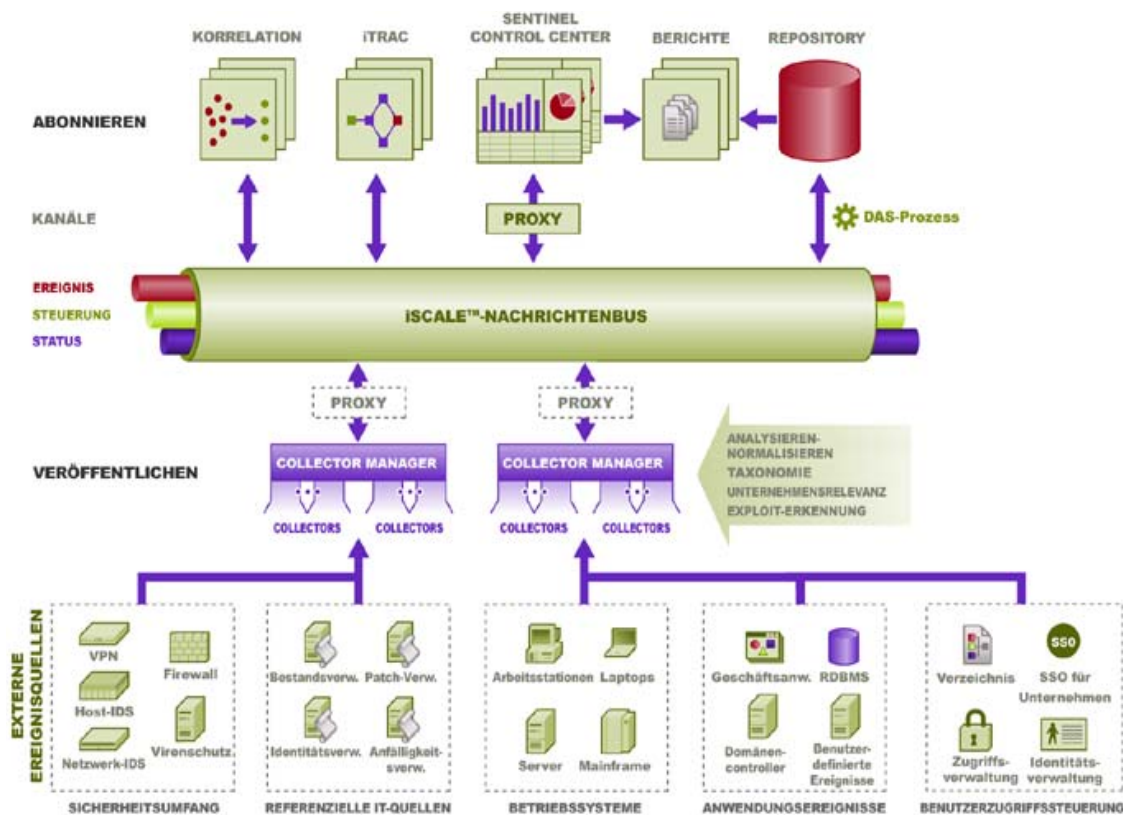 KORRELATION
iTRAC
SENTINEL
CONTROL CENTER
BERICHTE
REPOSITORY
ABONNIEREN
KANÄLE
PROXY
DAS-Prozess
EREIGNIS
STEUERUNG
STATUS
iSCALE™-NACHRICHTENBUS
PROXY
PROXY
VERÖFFENTLICHEN
COLLECTOR MANAGER
COLLECTORS
COLLECTORS
COLLECTOR MANAGER
COLLECTORS
COLLECTORS
ANALYSIEREN-
NORMALISIEREN
TAXONOMIE
UNTERNEHMENSRELEVANZ
EXPLOIT-ERKENNUNG
EXTERNE
EREIGNISQUELLEN
VPN
Firewall
Host-IDS
Netzwerk-IDS
Virenschutz
SICHERHEITSUMFANG
Bestandsverw.
Patch-Verw.
Identitätsverw.
Anfälligkeit-
sverw.
REFERENZIELLE IT-QUELLEN
Arbeitsstationen
Laptops
Server
Mainframe
BETRIEBSSYSTEME
Geschäftsanw.
RDBMS
Domänen-
controller
Benutzer-
definierte
Ereignisse
ANWENDUNGSEREIGNISSE
Verzeichnis
SSO
SSO für
Unternehmen
Zugriffs-
verwaltung
Identitäts-
verwaltung
BENUTZERZUGRIFFSSTEUERUNG